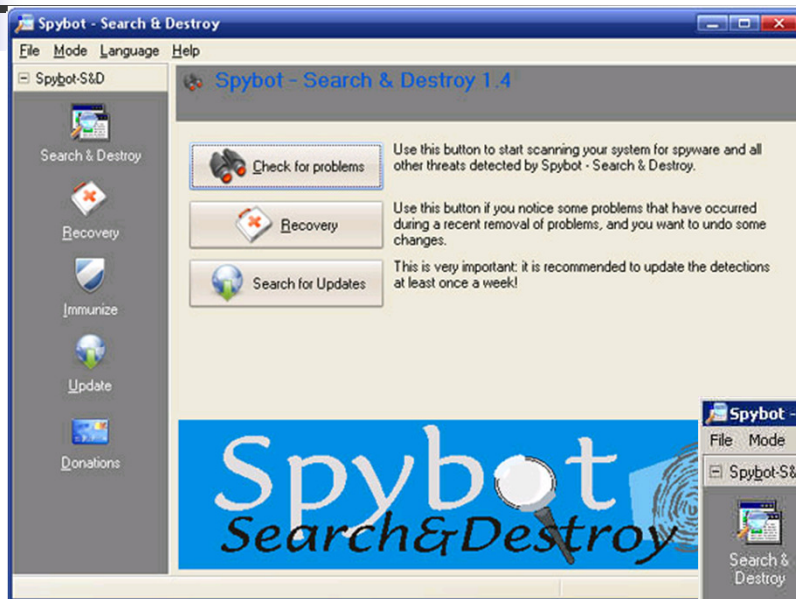 Spybot - Search & Destroy
File Mode Language Help
Spybot-S&D
Search & Destroy
Recovery
Immunize
Update
Donations
Spybot - Search & Destroy 1.4
Check for problems
Use this button to start scanning your system for spyware and all
other threats detected by Spybot - Search & Destroy.
Recovery
Use this button if you notice some problems that have occurred
during a recent removal of problems, and you want to undo some
changes.
Search for Updates
This is very important: it is recommended to update the detections
at least once a week!
Spybot
Search&Destroy
Spybot -
File Mode
Spybot-S&
Search &
Destroy